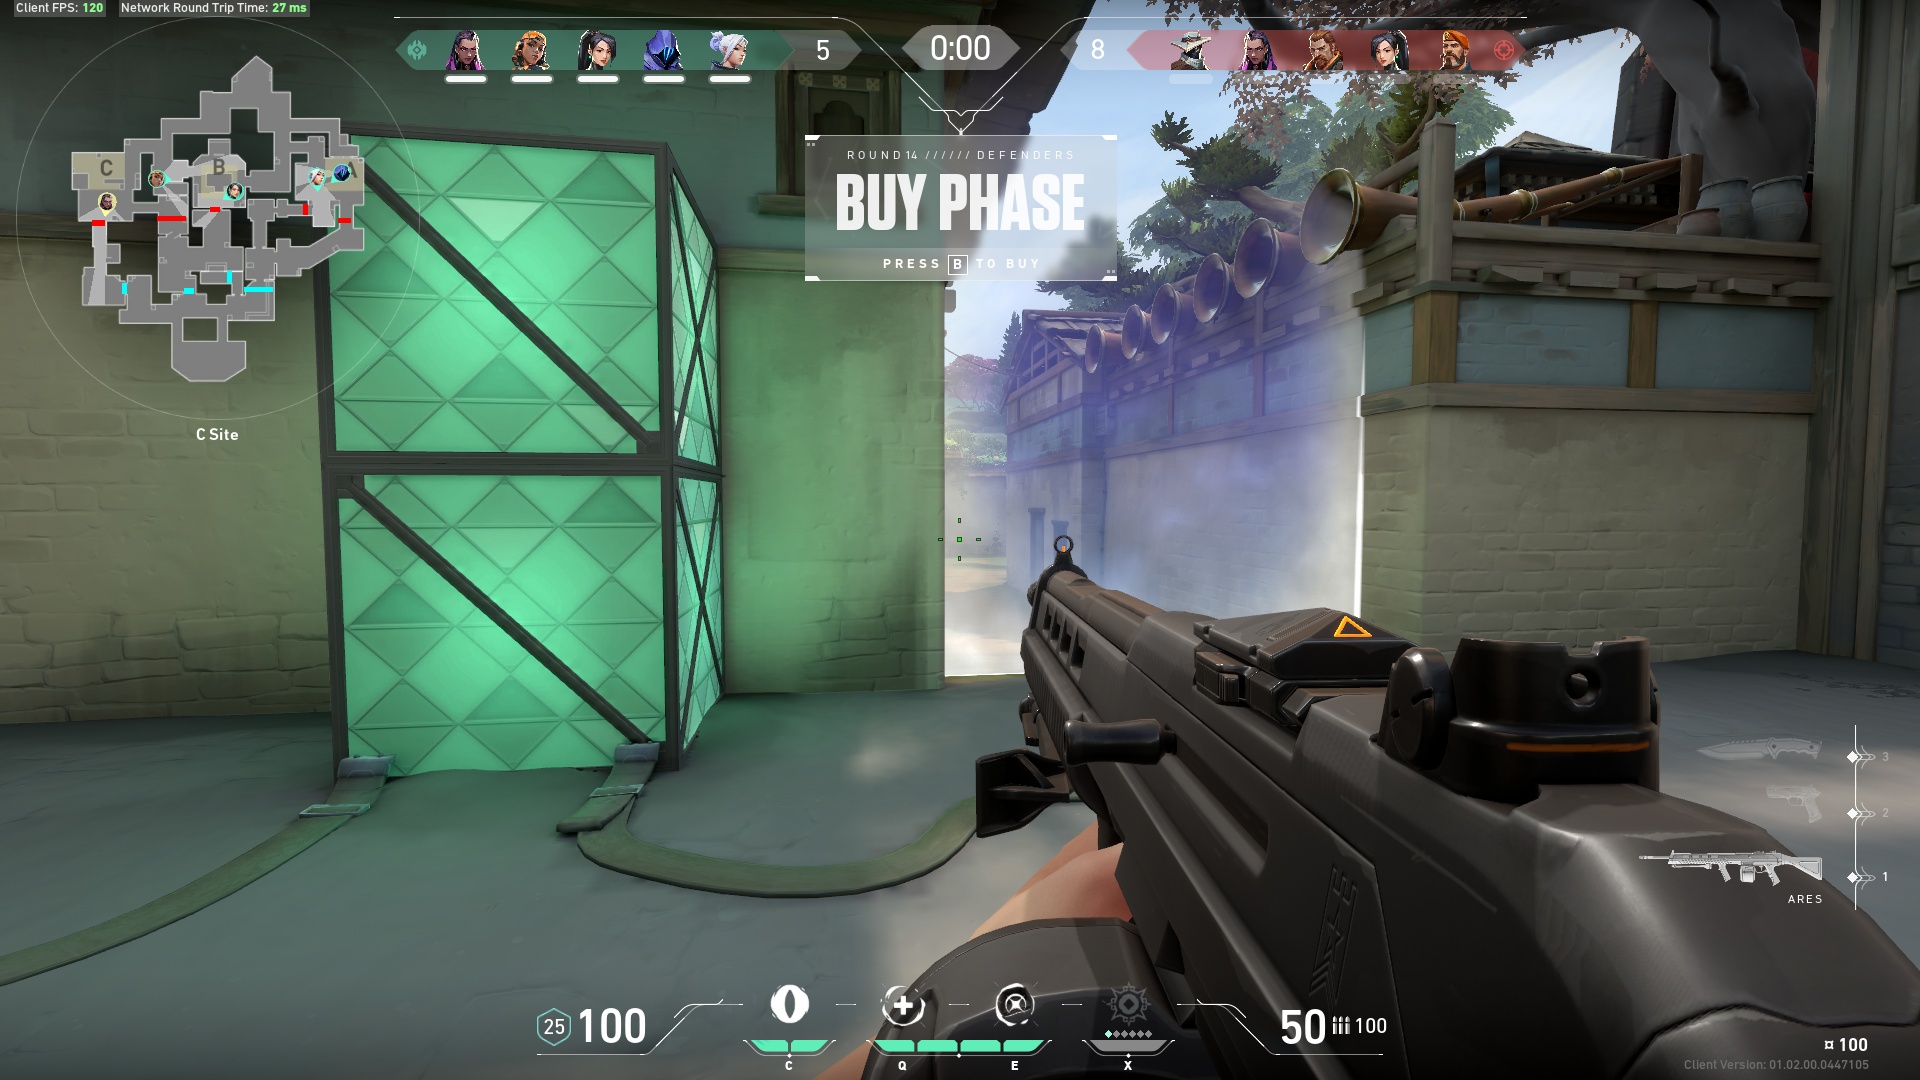 Client FPS: 120 Network Round Trip Time: 27 ms
5 0:00 8
ROUND 14 ////// DEFENDERS
BUY PHASE
PRESS B TO BUY
C B A
C Site
3
2
1
ARES
25 100
C Q E X
50 100
¤ 100
Client Version: 01.02.00.0447105